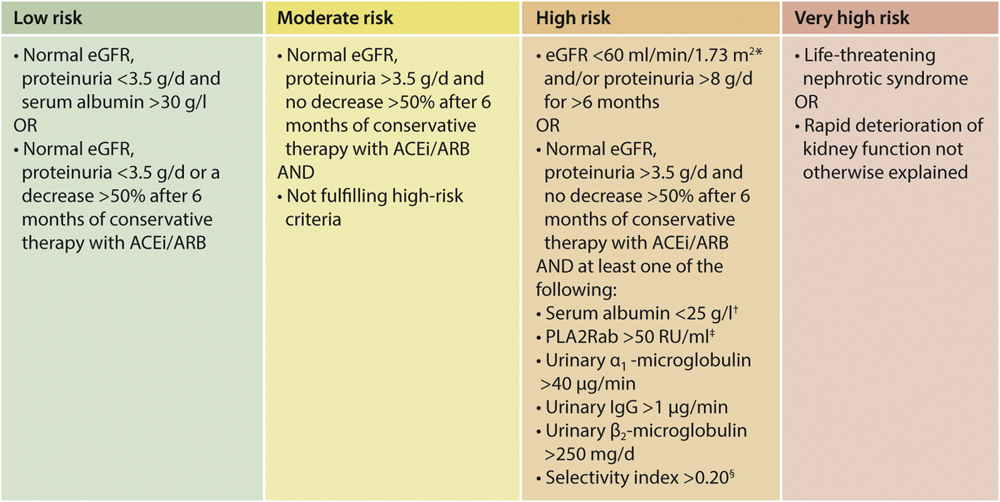 Low risk
• Normal eGFR,
proteinuria <3.5 g/d and
serum albumin >30 g/l
OR
• Normal eGFR,
proteinuria <3.5 g/d or a
decrease >50% after 6
months of conservative
therapy with ACEi/ARB
Moderate risk
• Normal eGFR,
proteinuria >3.5 g/d and
no decrease >50% after 6
months of conservative
therapy with ACEi/ARB
AND
• Not fulfilling high-risk
criteria
High risk
• eGFR <60 ml/min/1.73 m²*
and/or proteinuria >8 g/d
for >6 months
OR
• Normal eGFR,
proteinuria >3.5 g/d and
no decrease >50% after 6
months of conservative
therapy with ACEi/ARB
AND at least one of the
following:
• Serum albumin <25 g/l†
• PLA2Rab >50 RU/ml‡
• Urinary α₁ -microglobulin
>40 μg/min
• Urinary IgG >1 μg/min
• Urinary β₂-microglobulin
>250 mg/d
• Selectivity index >0.20§
Very high risk
• Life-threatening
nephrotic syndrome
OR
• Rapid deterioration of
kidney function not
otherwise explained